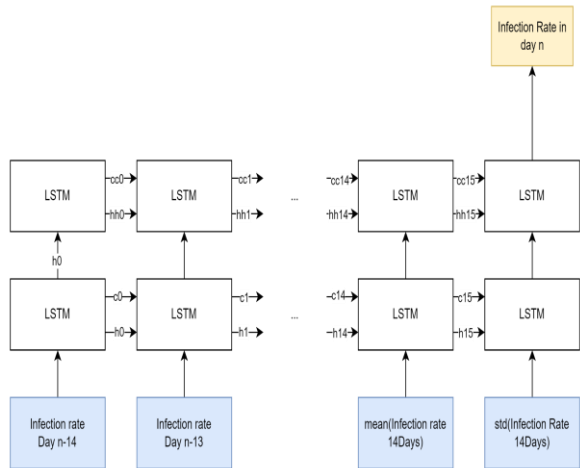 Infection Rate in
day n
cc0 cc1 cc14 cc15
LSTM LSTM ... LSTM LSTM
hh0 hh1 hh14 hh15
h0
c0 c1 c14 c15
LSTM LSTM ... LSTM LSTM
h0 h1 h14 h15
Infection rate
Day n-14
Infection rate
Day n-13
mean(Infection rate
14Days)
std(Infection Rate
14Days)